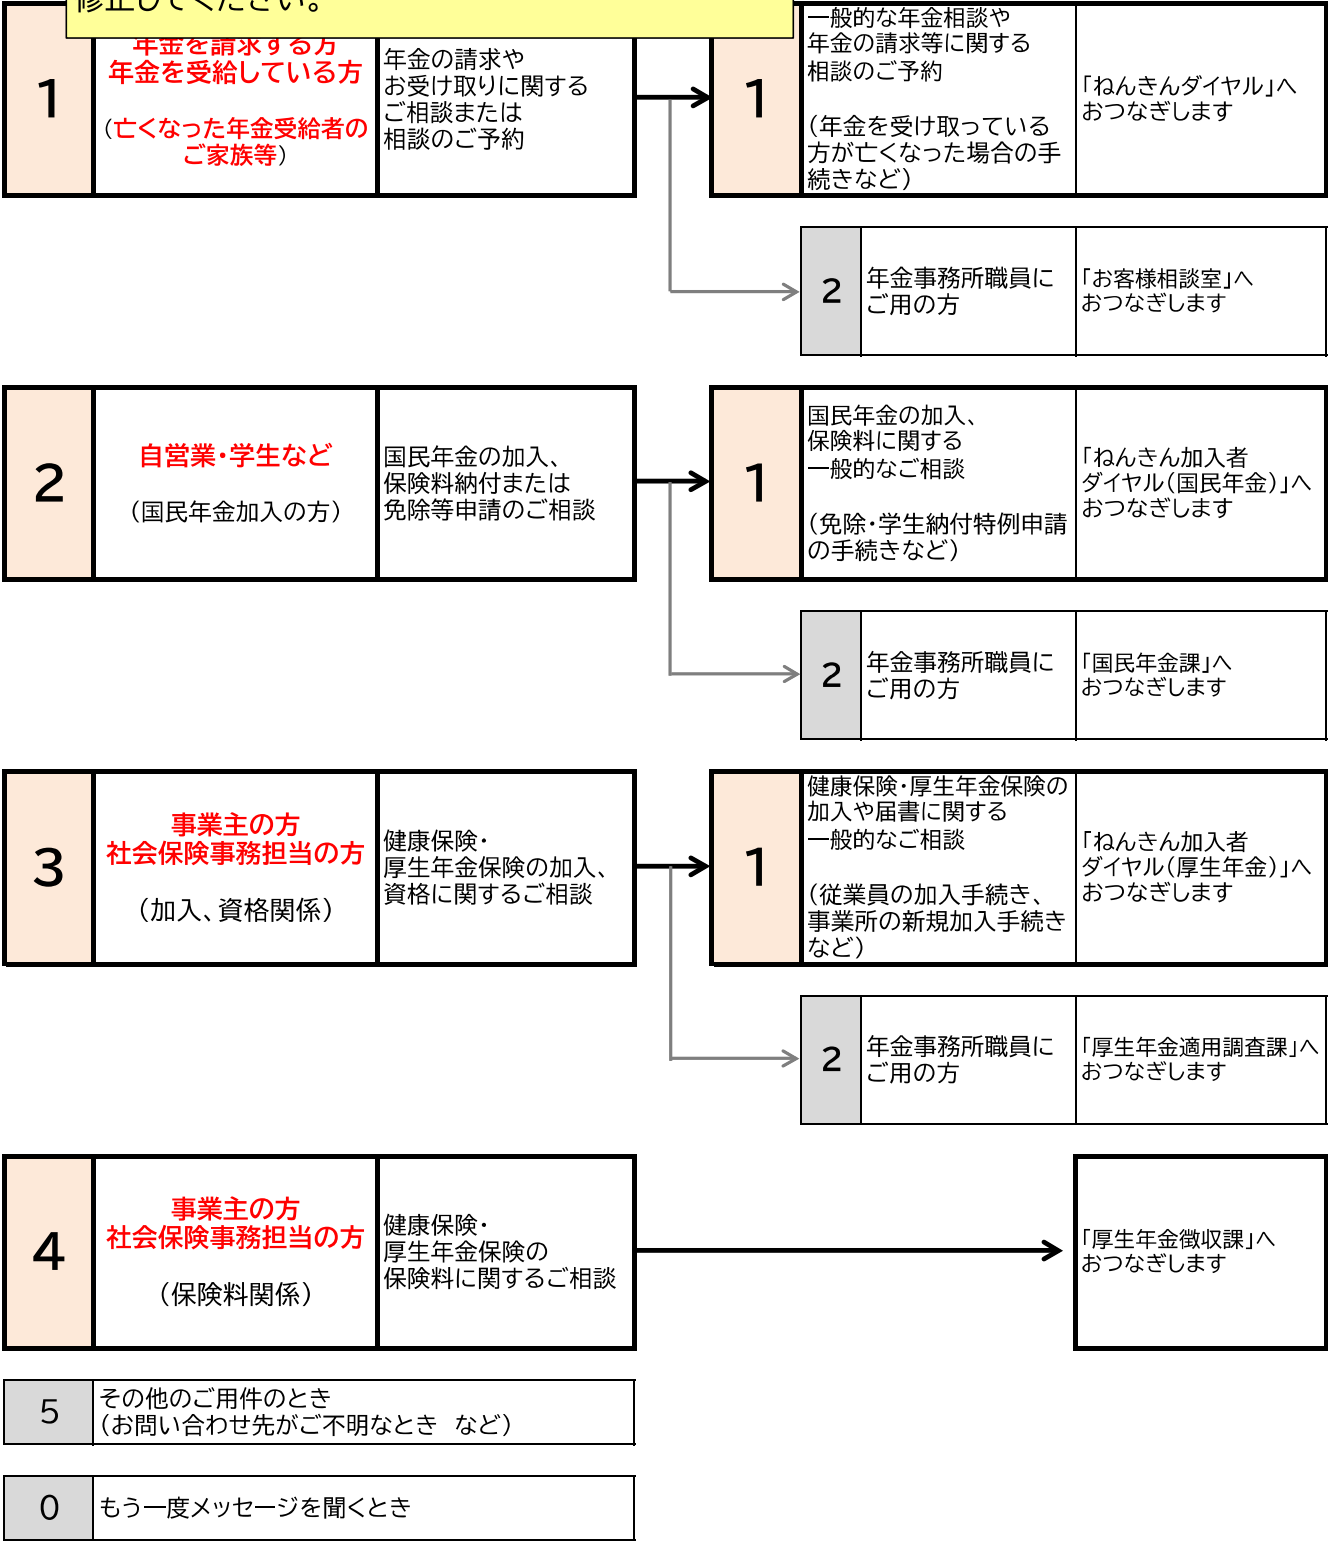 修正してください。
1
年金を請求する方
年金を受給している方
（亡くなった年金受給者の
ご家族等）
年金の請求や
お受け取りに関する
ご相談または
相談のご予約
1
一般的な年金相談や
年金の請求等に関する
相談のご予約
（年金を受け取っている
方が亡くなった場合の手
続きなど）
「ねんきんダイヤル」へ
おつなぎします
2
年金事務所職員に
ご用の方
「お客様相談室」へ
おつなぎします
2
自営業・学生など
（国民年金加入の方）
国民年金の加入、
保険料納付または
免除等申請のご相談
1
国民年金の加入、
保険料に関する
一般的なご相談
（免除・学生納付特例申請
の手続きなど）
「ねんきん加入者
ダイヤル（国民年金）」へ
おつなぎします
2
年金事務所職員に
ご用の方
「国民年金課」へ
おつなぎします
3
事業主の方
社会保険事務担当の方
（加入、資格関係）
健康保険・
厚生年金保険の加入、
資格に関するご相談
1
健康保険・厚生年金保険の
加入や届書に関する
一般的なご相談
（従業員の加入手続き、
事業所の新規加入手続き
など）
「ねんきん加入者
ダイヤル（厚生年金）」へ
おつなぎします
2
年金事務所職員に
ご用の方
「厚生年金適用調査課」へ
おつなぎします
4
事業主の方
社会保険事務担当の方
（保険料関係）
健康保険・
厚生年金保険の
保険料に関するご相談
「厚生年金徴収課」へ
おつなぎします
5
その他のご用件のとき
（お問い合わせ先がご不明なとき　など）
0
もう一度メッセージを聞くとき